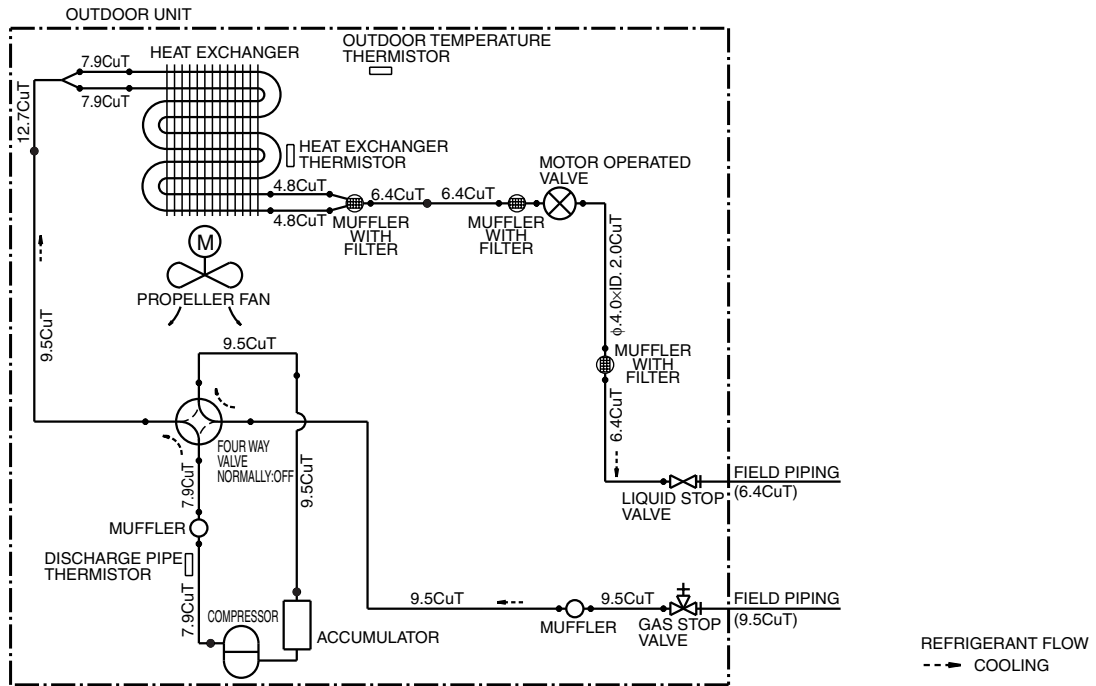 OUTDOOR UNIT
HEAT EXCHANGER
OUTDOOR TEMPERATURE
THERMISTOR
7.9CuT
7.9CuT
12.7CuT
HEAT EXCHANGER
THERMISTOR
MOTOR OPERATED
VALVE
4.8CuT
4.8CuT
6.4CuT
6.4CuT
MUFFLER
WITH
FILTER
MUFFLER
WITH
FILTER
M
PROPELLER FAN
ϕ.4.0×ID. 2.0CuT
9.5CuT
9.5CuT
MUFFLER
WITH
FILTER
6.4CuT
FOUR WAY
VALVE
NORMALLY:OFF
7.9CuT
9.5CuT
FIELD PIPING
(6.4CuT)
LIQUID STOP
VALVE
MUFFLER
DISCHARGE PIPE
THERMISTOR
7.9CuT
COMPRESSOR
ACCUMULATOR
9.5CuT
9.5CuT
MUFFLER
GAS STOP
VALVE
FIELD PIPING
(9.5CuT)
REFRIGERANT FLOW
COOLING